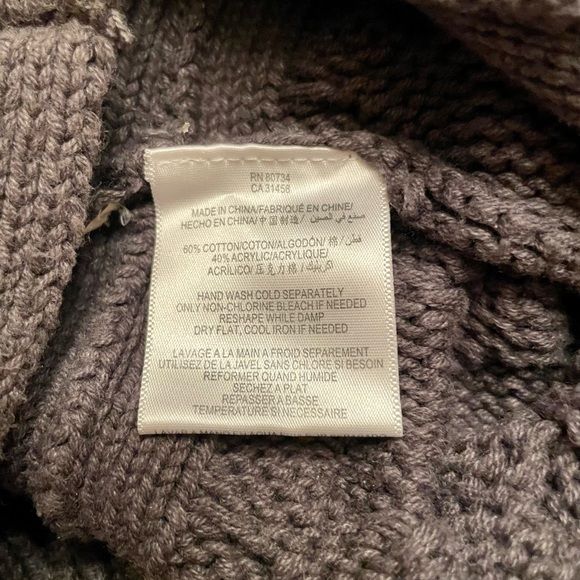 RN 80734
CA 31458
MADE IN CHINA/FABRIQUÉ EN CHINE/
HECHO EN CHINA/中国制造/ صنع في الصين
60% COTTON/COTON/ALGODÓN/棉/قطن
40% ACRYLIC/ACRYLIQUE/
ACRÍLICO/压克力棉/اكريليك
HAND WASH COLD SEPARATELY
ONLY NON-CHLORINE BLEACH IF NEEDED
RESHAPE WHILE DAMP
DRY FLAT, COOL IRON IF NEEDED
LAVAGE A LA MAIN A FROID SEPAREMENT
UTILISEZ DE LA JAVEL SANS CHLORE SI BESOIN
REFORMER QUAND HUMIDE
SECHEZ A PLAT
REPASSER A BASSE
TEMPERATURE SI NECESSAIRE